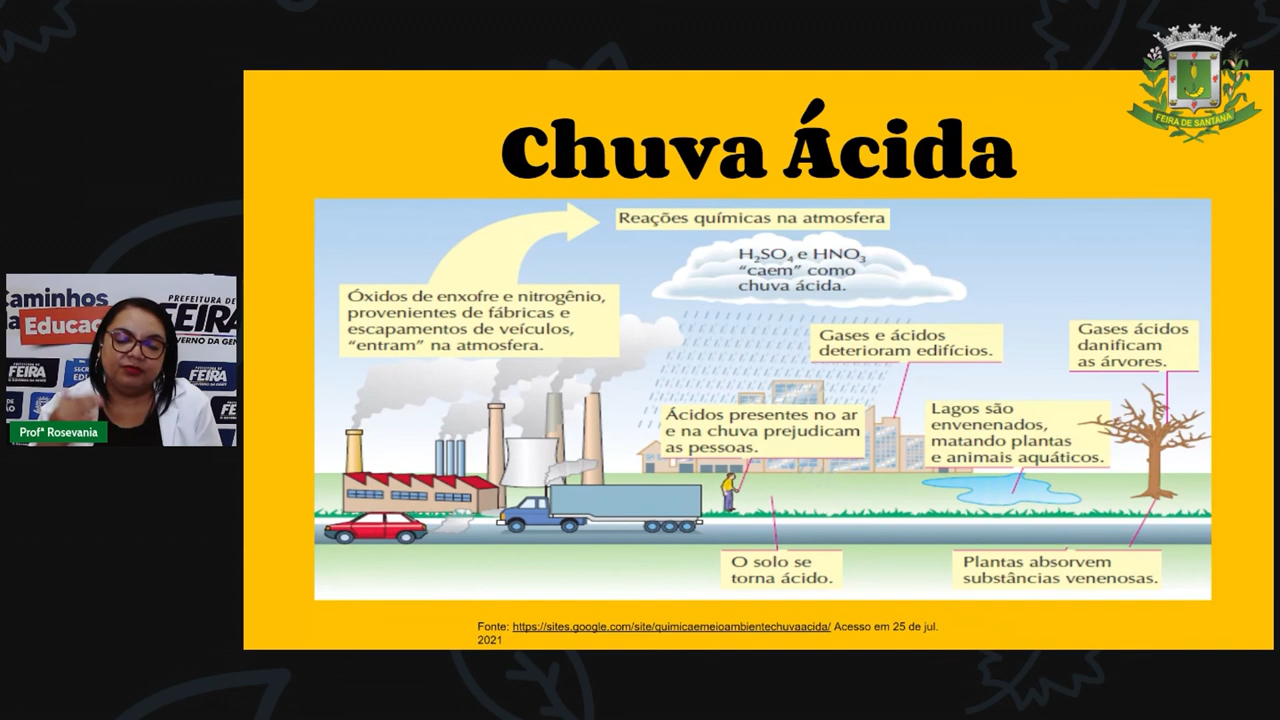 FEIRA DE SANTANA
Chuva Ácida
Reações químicas na atmosfera
H₂SO₄ e HNO₃
“caem” como
chuva ácida.
Óxidos de enxofre e nitrogênio,
provenientes de fábricas e
escapamentos de veículos,
“entram” na atmosfera.
Gases e ácidos
deterioram edifícios.
Gases ácidos
danificam
as árvores.
Ácidos presentes no ar
e na chuva prejudicam
as pessoas.
Lagos são
envenenados,
matando plantas
e animais aquáticos.
O solo se
torna ácido.
Plantas absorvem
substâncias venenosas.
Fonte: https://sites.google.com/site/quimicaemeioambientechuvaacida/ Acesso em 25 de jul.
2021
aminhos
Educac
PREFEITURA DE
FEIRA
FEIRA
FEIRA
Profª Rosevania